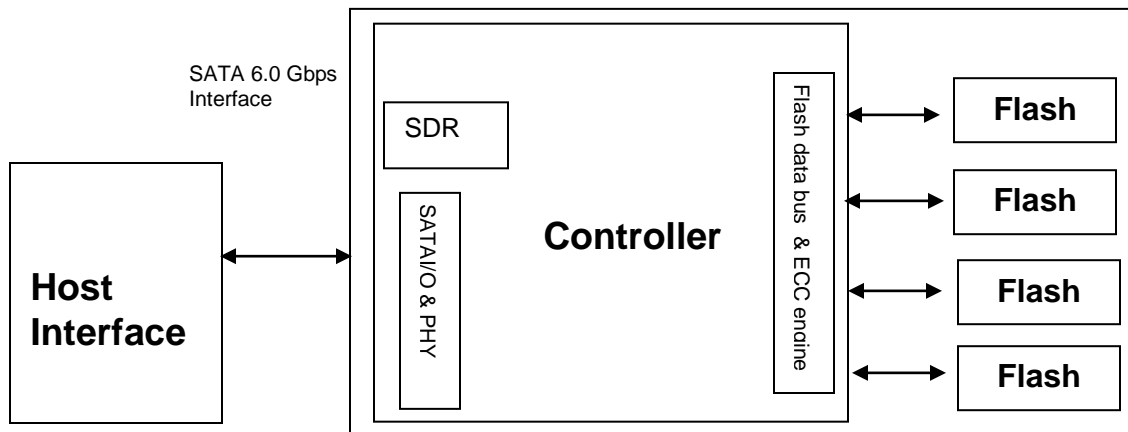 SATA 6.0 Gbps
Interface
Host
Interface
SDR
SATAI/O & PHY
Controller
Flash data bus & ECC engine
Flash
Flash
Flash
Flash